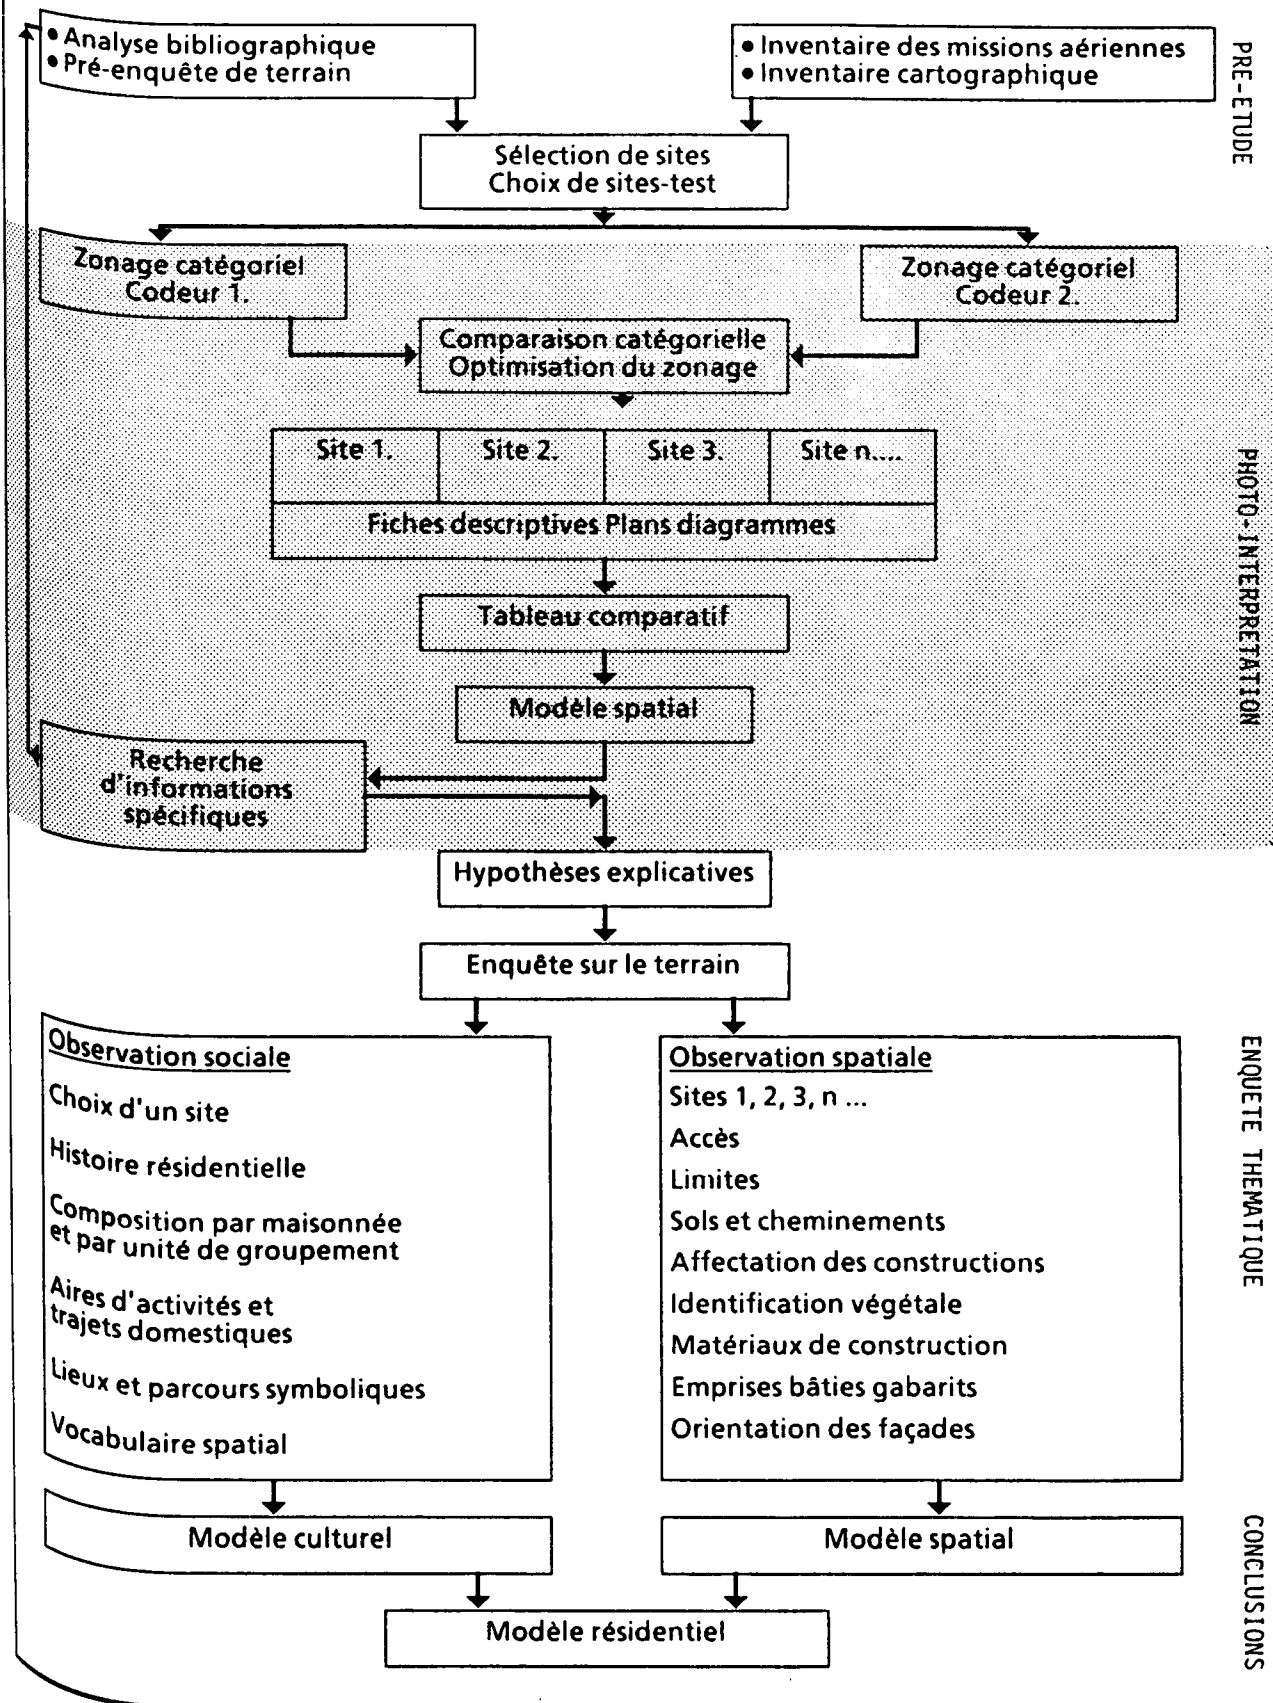 • Analyse bibliographique
• Pré-enquête de terrain
• Inventaire des missions aériennes
• Inventaire cartographique
PRE-ETUDE
Sélection de sites
Choix de sites-test
Zonage catégoriel
Codeur 1.
Zonage catégoriel
Codeur 2.
Comparaison catégorielle
Optimisation du zonage
Site 1.
Site 2.
Site 3.
Site n....
Fiches descriptives Plans diagrammes
PHOTO-INTERPRETATION
Tableau comparatif
Modèle spatial
Recherche
d'informations
spécifiques
Hypothèses explicatives
Enquête sur le terrain
Observation sociale
Choix d'un site
Histoire résidentielle
Composition par maisonnée
et par unité de groupement
Aires d'activités et
trajets domestiques
Lieux et parcours symboliques
Vocabulaire spatial
Observation spatiale
Sites 1, 2, 3, n ...
Accès
Limites
Sols et cheminements
Affectation des constructions
Identification végétale
Matériaux de construction
Emprises bâties gabarits
Orientation des façades
ENQUETE THEMATIQUE
Modèle culturel
Modèle spatial
Modèle résidentiel
CONCLUSIONS